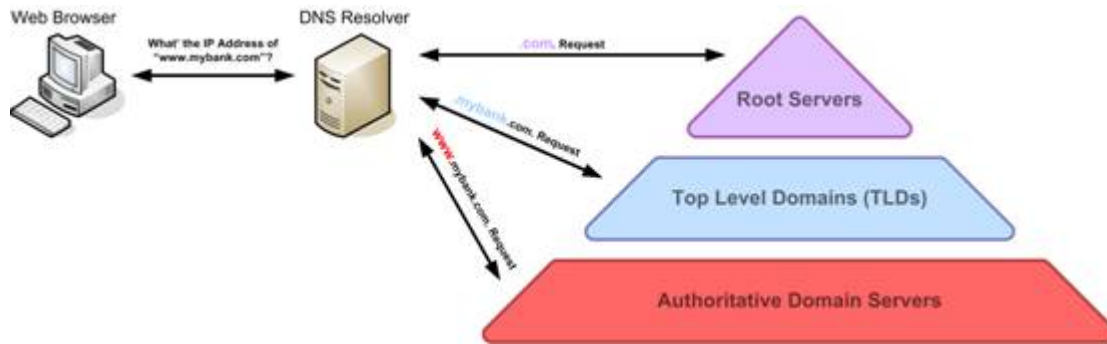 Web Browser
DNS Resolver
What' the IP Address of
"www.mybank.com"?
.com. Request
.mybank.com. Request
www.mybank.com. Request
Root Servers
Top Level Domains (TLDs)
Authoritative Domain Servers